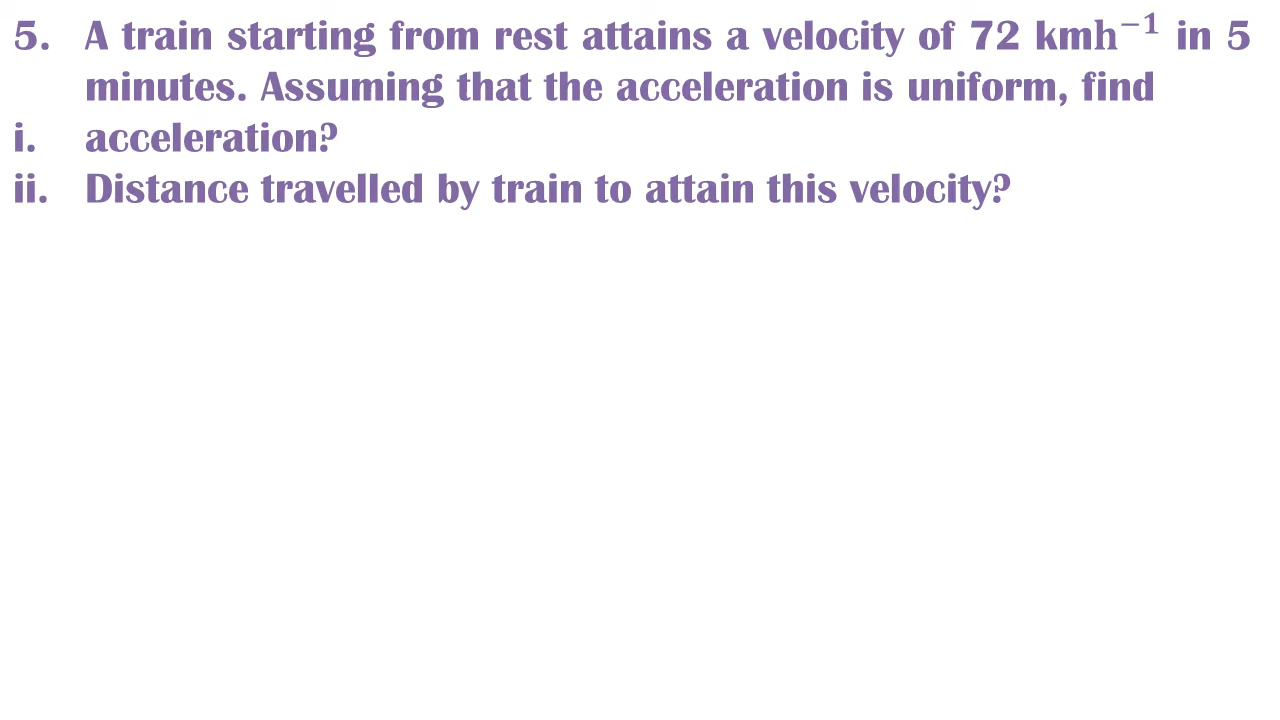 5. A train starting from rest attains a velocity of 72 kmh⁻¹ in 5
minutes. Assuming that the acceleration is uniform, find
i. acceleration?
ii. Distance travelled by train to attain this velocity?